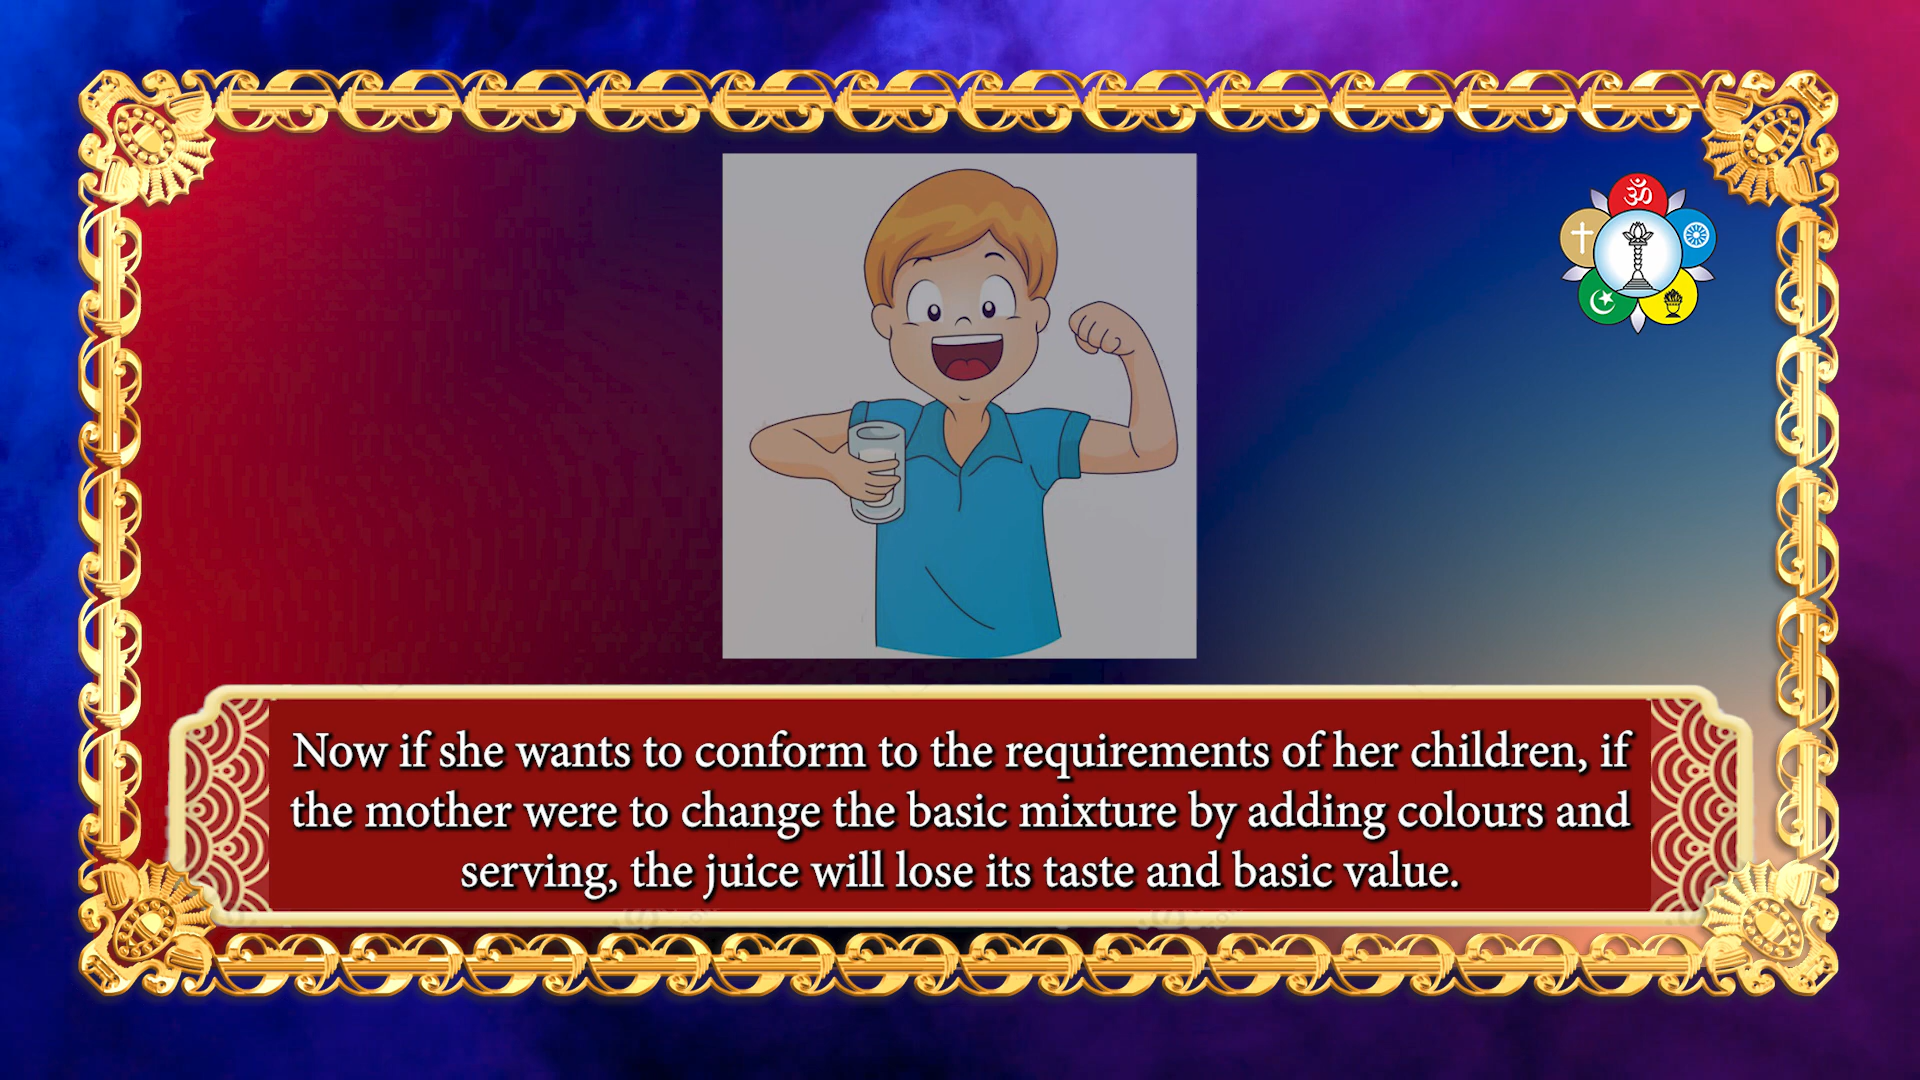 ॐ
Now if she wants to conform to the requirements of her children, if
the mother were to change the basic mixture by adding colours and
serving, the juice will lose its taste and basic value.